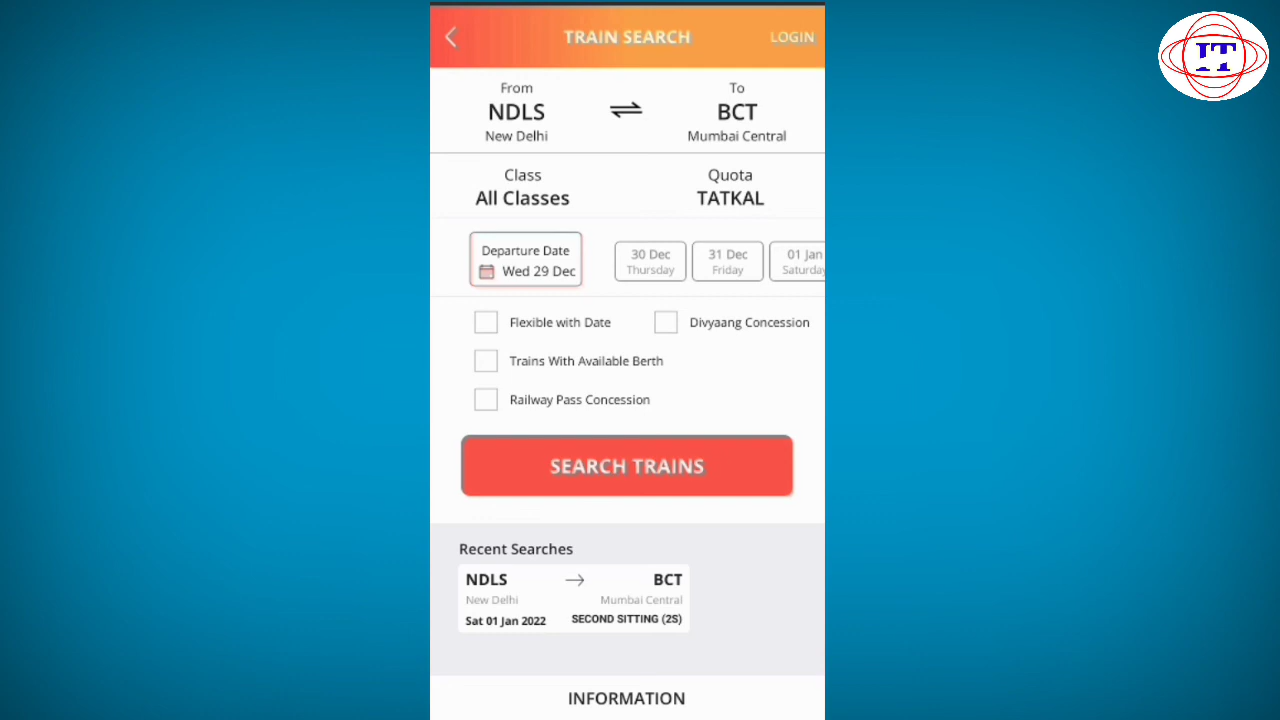 TRAIN SEARCH LOGIN
IT
From To
NDLS BCT
New Delhi Mumbai Central
Class Quota
All Classes TATKAL
Departure Date
Wed 29 Dec
30 Dec 31 Dec 01 Jan
Thursday Friday Saturday
Flexible with Date Divyaang Concession
Trains With Available Berth
Railway Pass Concession
SEARCH TRAINS
Recent Searches
NDLS BCT
New Delhi Mumbai Central
Sat 01 Jan 2022 SECOND SITTING (2S)
INFORMATION